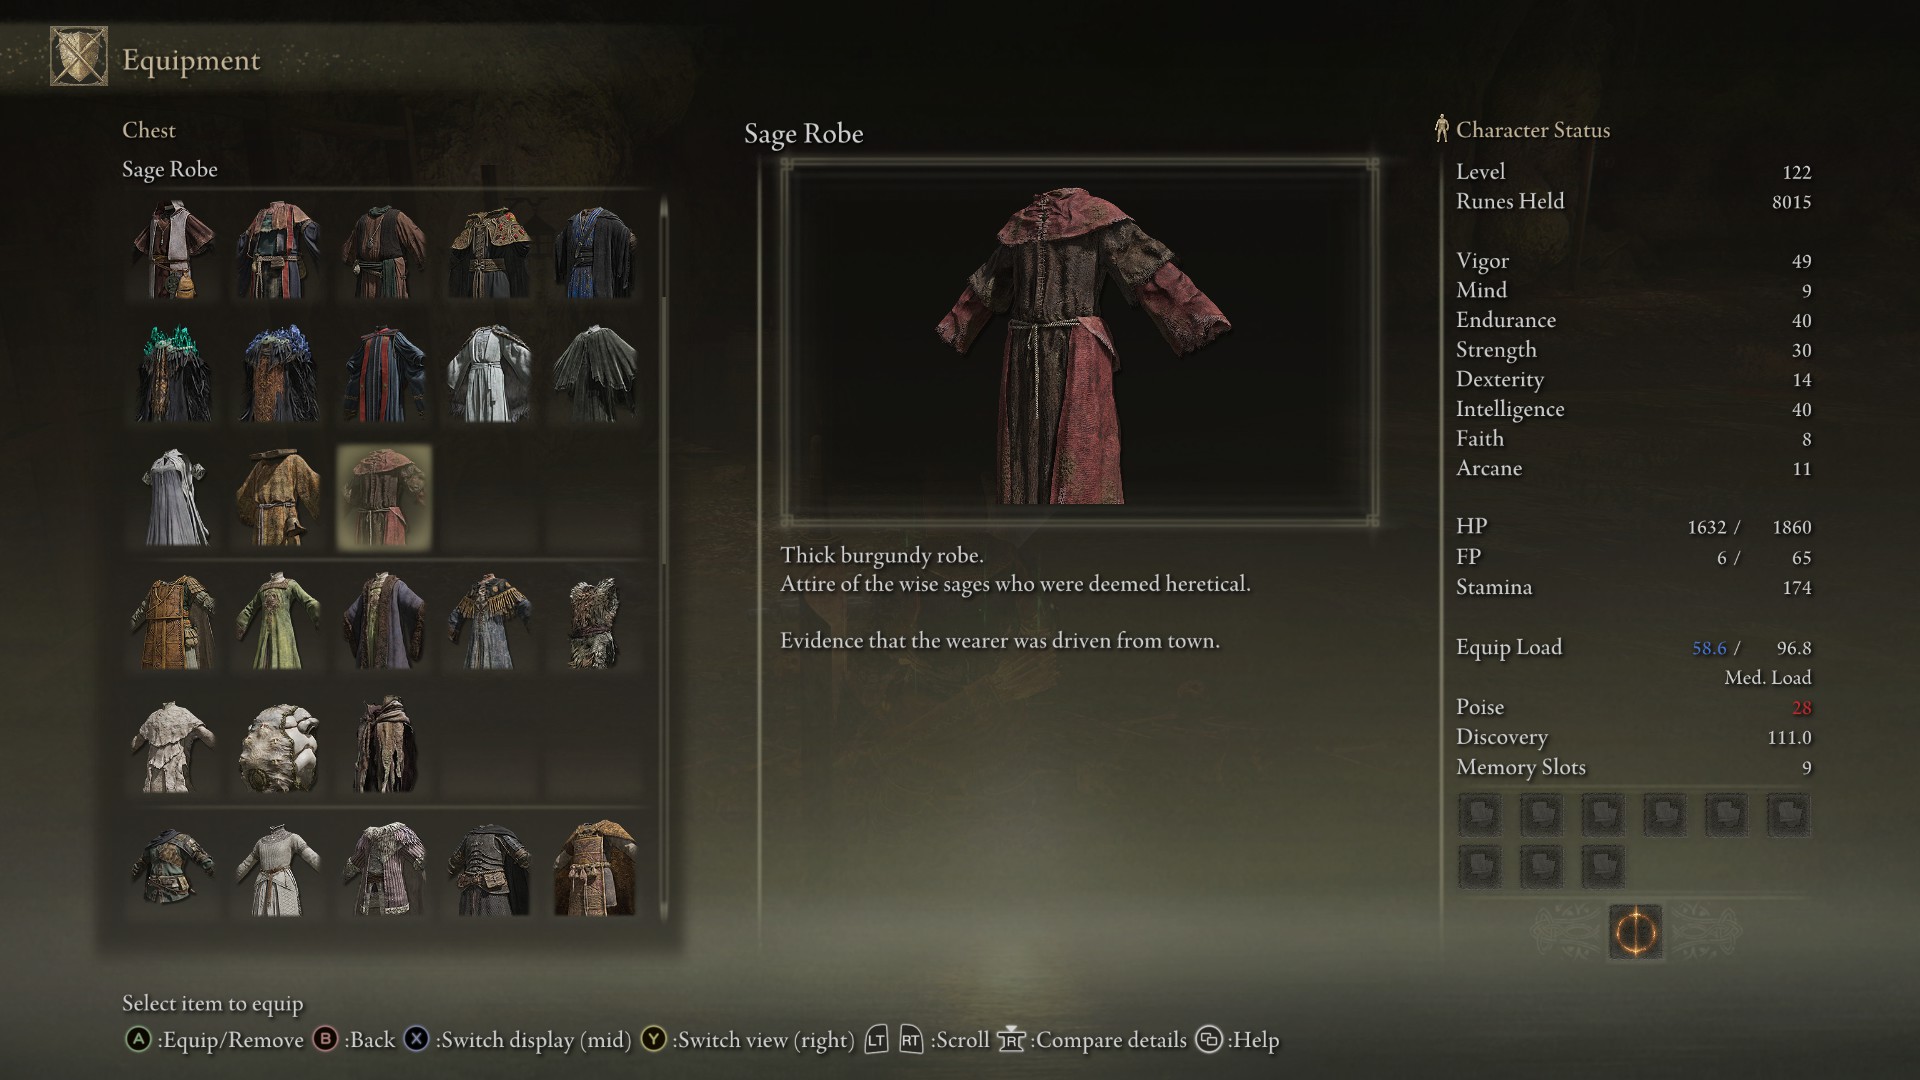 Equipment
Chest
Sage Robe
Sage Robe
Thick burgundy robe.
Attire of the wise sages who were deemed heretical.
Evidence that the wearer was driven from town.
Character Status
Level 122
Runes Held 8015
Vigor 49
Mind 9
Endurance 40
Strength 30
Dexterity 14
Intelligence 40
Faith 8
Arcane 11
HP 1632 / 1860
FP 6 / 65
Stamina 174
Equip Load 58.6 / 96.8
Med. Load
Poise 28
Discovery 111.0
Memory Slots 9
Select item to equip
A :Equip/Remove B :Back X :Switch display (mid) Y :Switch view (right) LT RT :Scroll R :Compare details :Help